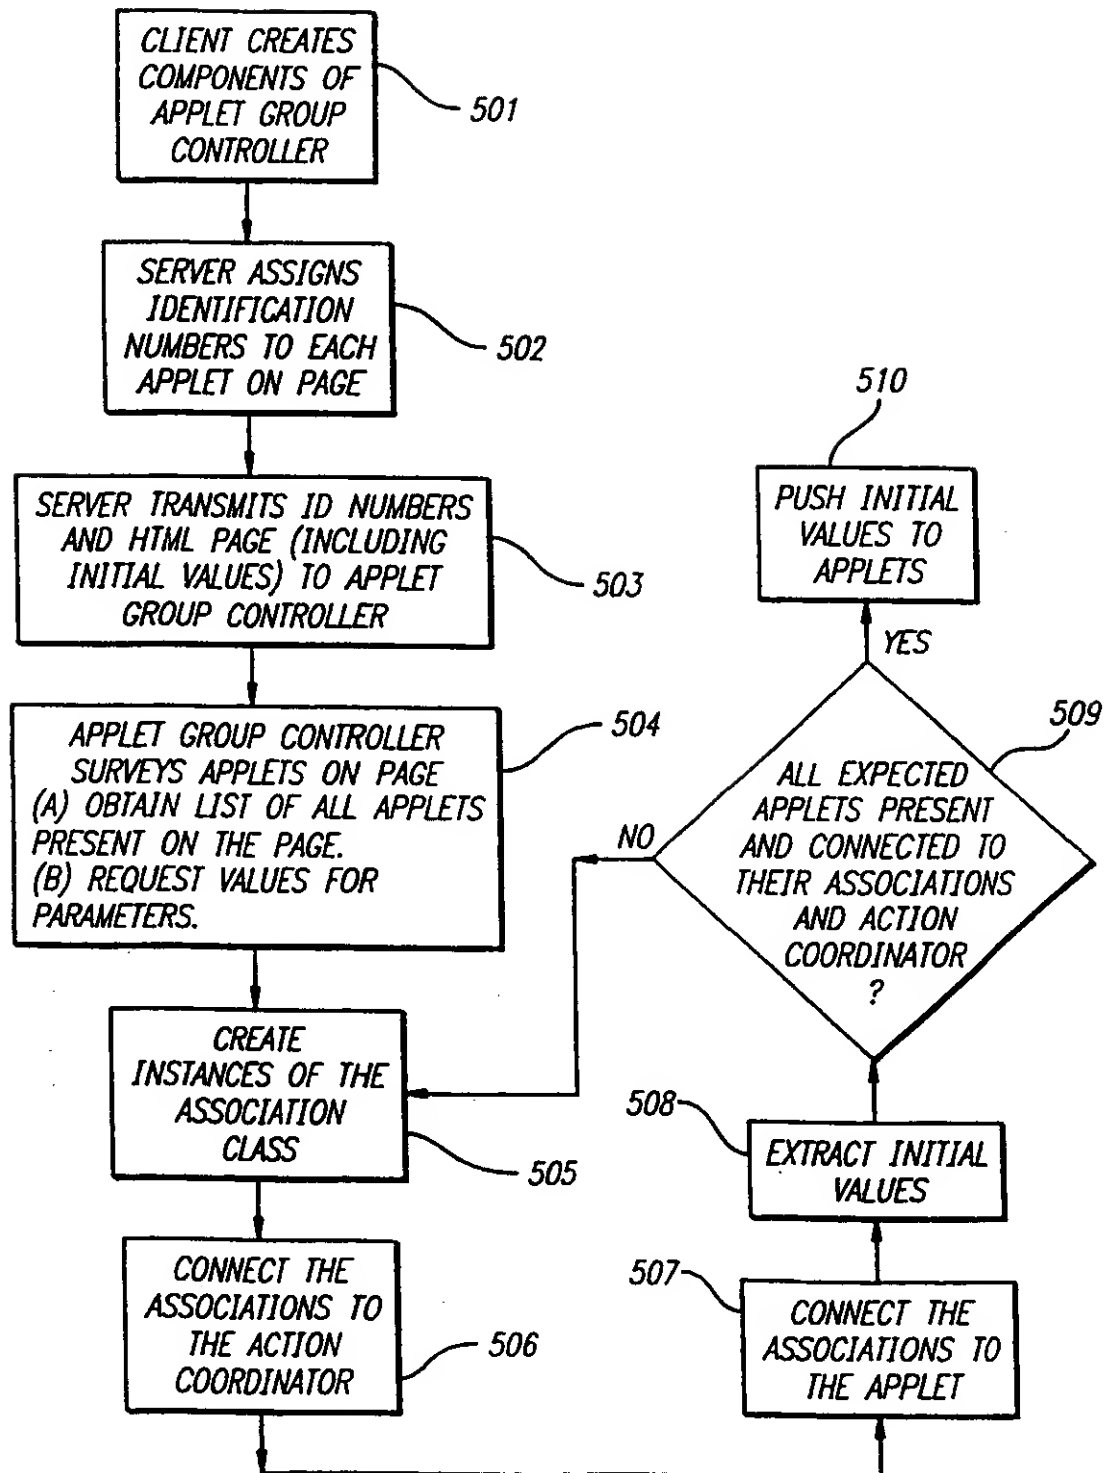 CLIENT CREATES
COMPONENTS OF
APPLET GROUP
CONTROLLER
501
SERVER ASSIGNS
IDENTIFICATION
NUMBERS TO EACH
APPLET ON PAGE
502
SERVER TRANSMITS ID NUMBERS
AND HTML PAGE (INCLUDING
INITIAL VALUES) TO APPLET
GROUP CONTROLLER
503
APPLET GROUP CONTROLLER
SURVEYS APPLETS ON PAGE
(A) OBTAIN LIST OF ALL APPLETS
PRESENT ON THE PAGE.
(B) REQUEST VALUES FOR
PARAMETERS.
504
CREATE
INSTANCES OF THE
ASSOCIATION
CLASS
505
CONNECT THE
ASSOCIATIONS TO
THE ACTION
COORDINATOR
506
507
CONNECT THE
ASSOCIATIONS TO
THE APPLET
508
EXTRACT INITIAL
VALUES
509
ALL EXPECTED
APPLETS PRESENT
AND CONNECTED TO
THEIR ASSOCIATIONS
AND ACTION
COORDINATOR
?
NO
YES
510
PUSH INITIAL
VALUES TO
APPLETS